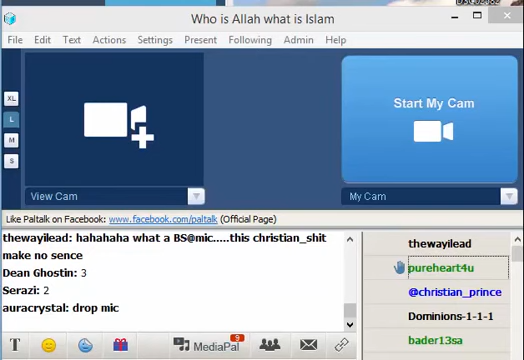 Who is Allah what is Islam
File Edit Text Actions Settings Present Following Admin Help
XL
L
M
S
Start My Cam
View Cam
My Cam
Like Paltalk on Facebook: www.facebook.com/paltalk (Official Page)
thewayilead: hahahaha what a BS@mic.....this christian_shit
make no sence
Dean Ghostin: 3
Serazi: 2
auracrystal: drop mic
thewayilead
pureheart4u
@christian_prince
Dominions-1-1-1
bader13sa
T
MediaPal
9